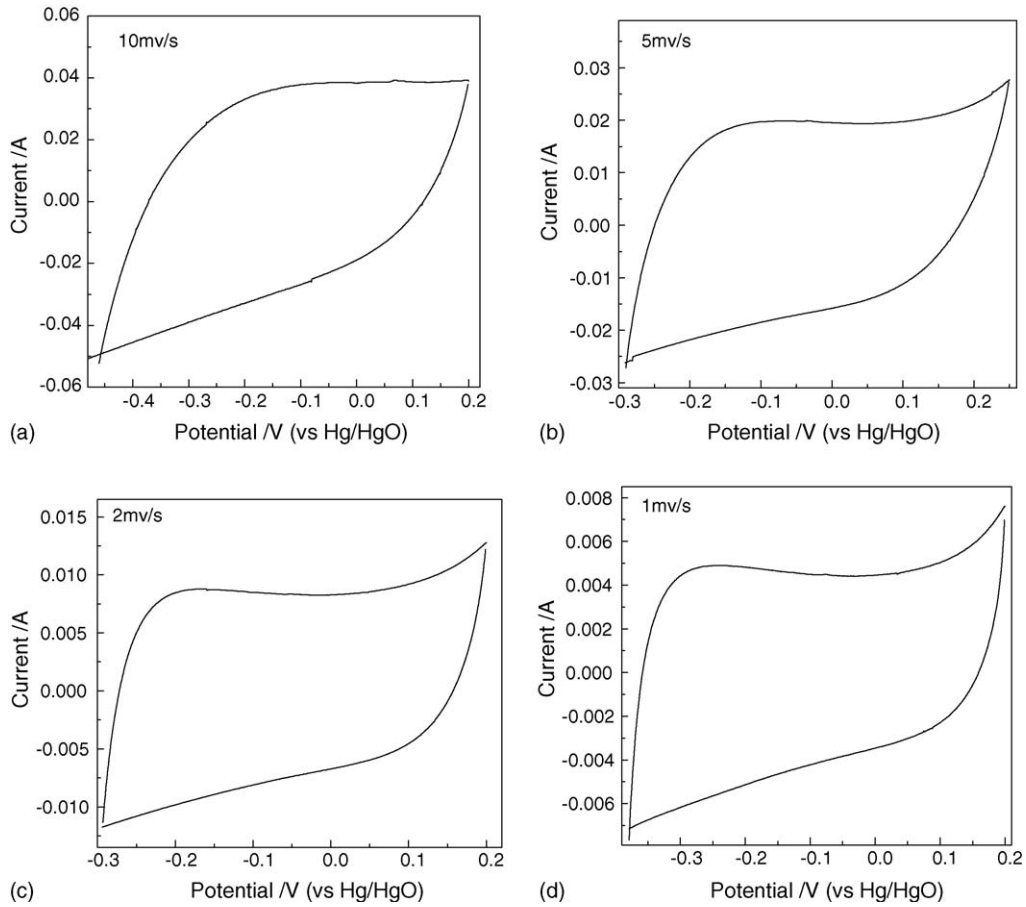 0.06
0.04
0.02
0.00
-0.02
-0.04
-0.06
10mv/s
Current /A
-0.4 -0.3 -0.2 -0.1 0.0 0.1 0.2
Potential /V (vs Hg/HgO)
(a)
0.03
0.02
0.01
0.00
-0.01
-0.02
-0.03
5mv/s
Current /A
-0.3 -0.2 -0.1 0.0 0.1 0.2
Potential /V (vs Hg/HgO)
(b)
0.015
0.010
0.005
0.000
-0.005
-0.010
2mv/s
Current /A
-0.3 -0.2 -0.1 0.0 0.1 0.2
Potential /V (vs Hg/HgO)
(c)
0.008
0.006
0.004
0.002
0.000
-0.002
-0.004
-0.006
1mv/s
Current /A
-0.3 -0.2 -0.1 0.0 0.1 0.2
Potential /V (vs Hg/HgO)
(d)